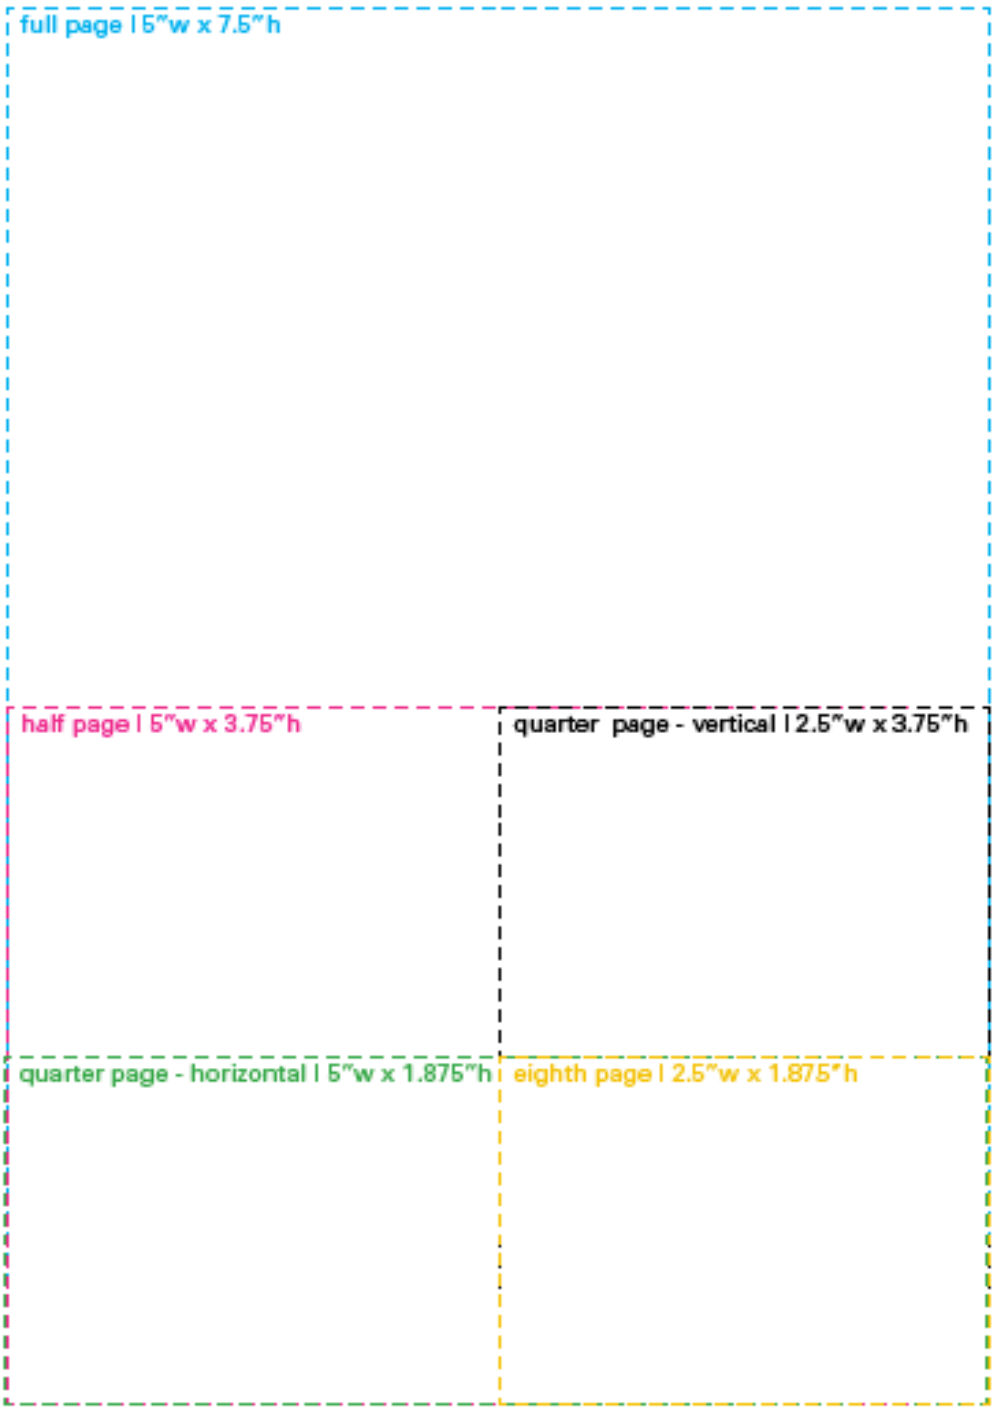 full page | 5”w x 7.5”h
half page | 5”w x 3.75”h
quarter page - vertical | 2.5”w x 3.75”h
quarter page - horizontal | 5”w x 1.875”h
eighth page | 2.5”w x 1.875”h